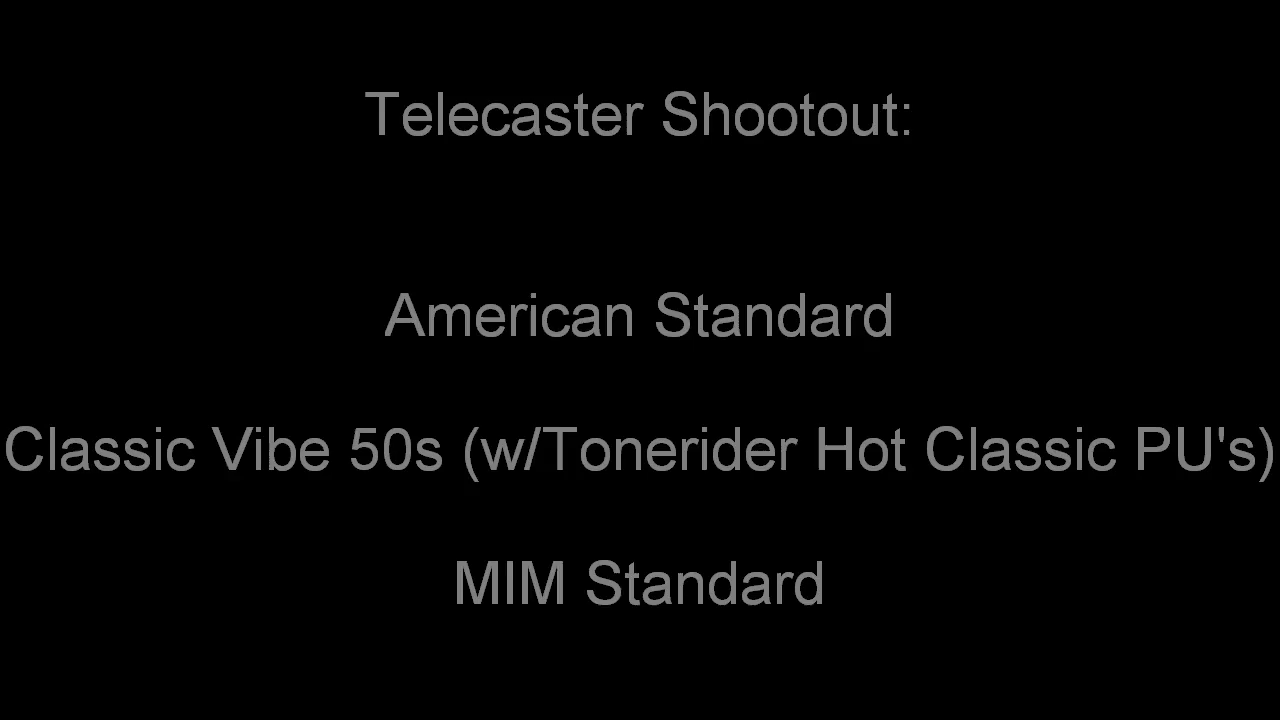 Telecaster Shootout:
American Standard
Classic Vibe 50s (w/Tonerider Hot Classic PU's)
MIM Standard